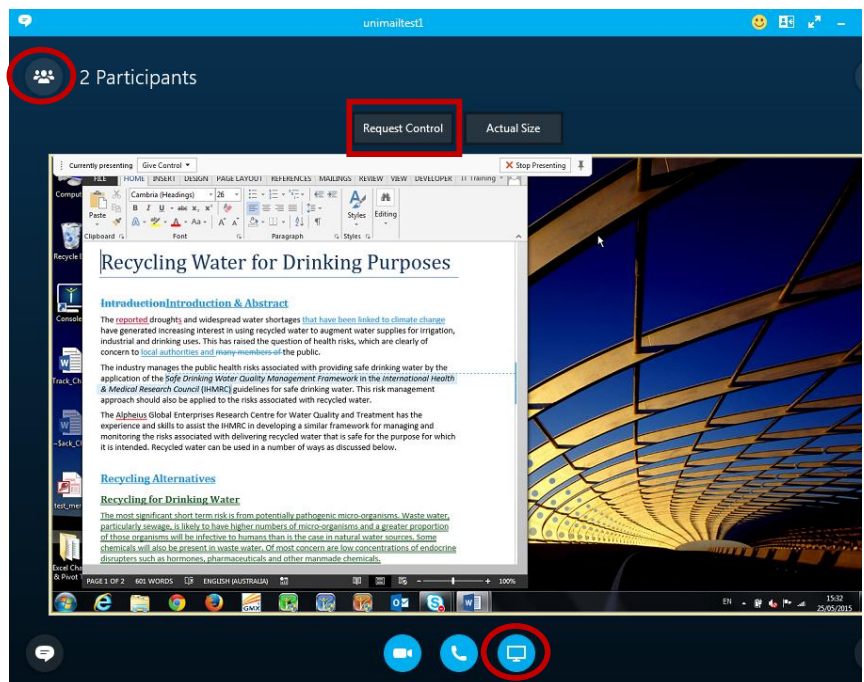 unimailtest1
2 Participants
Request Control
Actual Size
Currently presenting
Give Control
Stop Presenting
FILE HOME INSERT DESIGN PAGE LAYOUT REFERENCES MAILINGS REVIEW VIEW DEVELOPER IT Training
Comput
Cambria (Headings)
26
Paste
Styles
Editing
Clipboard
Font
Paragraph
Styles
Recycle
Console
Track_Ch
~$ack_Cl
test_mer
Excel Cha
& Pivot T
Recycling Water for Drinking Purposes
IntraductionIntroduction & Abstract
The reported droughts and widespread water shortages that have been linked to climate change
have generated increasing interest in using recycled water to augment water supplies for irrigation,
industrial and drinking uses. This has raised the question of health risks, which are clearly of
concern to local authorities and many members of the public.
The industry manages the public health risks associated with providing safe drinking water by the
application of the Safe Drinking Water Quality Management Framework in the International Health
& Medical Research Council (IHMRC) guidelines for safe drinking water. This risk management
approach should also be applied to the risks associated with recycled water.
The Alpheius Global Enterprises Research Centre for Water Quality and Treatment has the
experience and skills to assist the IHMRC in developing a similar framework for managing and
monitoring the risks associated with delivering recycled water that is safe for the purpose for which
it is intended. Recycled water can be used in a number of ways as discussed below.
Recycling Alternatives
Recycling for Drinking Water
The most significant short term risk is from potentially pathogenic micro-organisms. Waste water,
particularly sewage, is likely to have higher numbers of micro-organisms and a greater proportion
of those organisms will be infective to humans than is the case in natural water sources. Some
chemicals will also be present in waste water. Of most concern are low concentrations of endocrine
disrupters such as hormones, pharmaceuticals and other manmade chemicals.
PAGE 1 OF 2 601 WORDS ENGLISH (AUSTRALIA) 100%
GMX
EN
15:32
25/05/2015